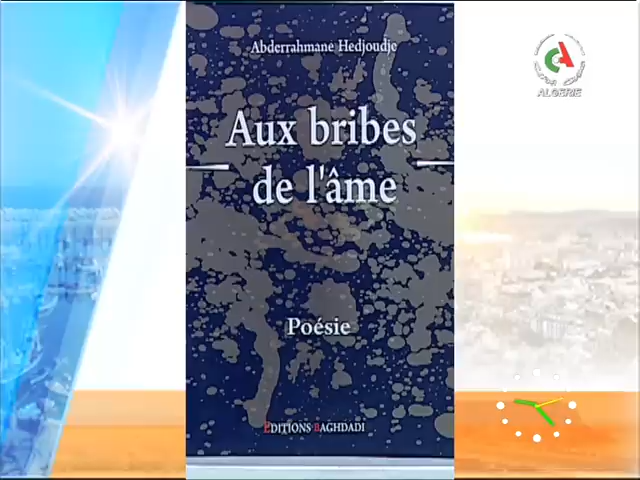 Abderrahmane Hedjoudje
ALGERIE
Aux bribes
de l'âme
Poésie
EDITIONS BAGHDADI